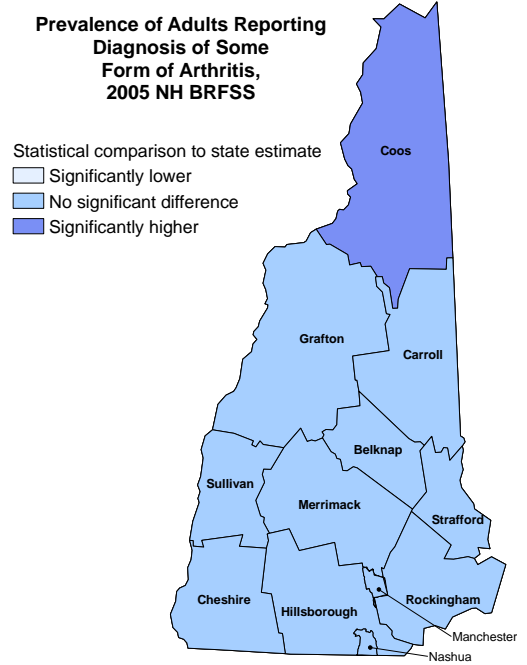 Prevalence of Adults Reporting
Diagnosis of Some
Form of Arthritis,
2005 NH BRFSS
Statistical comparison to state estimate
Significantly lower
No significant difference
Significantly higher
Coos
Grafton
Carroll
Belknap
Sullivan
Merrimack
Strafford
Cheshire
Hillsborough
Rockingham
Manchester
Nashua